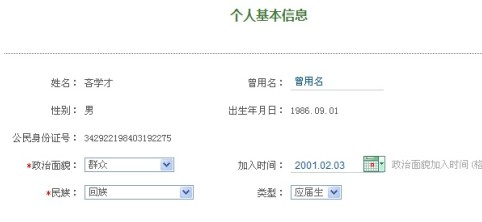 个人基本信息
姓名： 吝学才 曾用名： 曾用名
性别： 男 出生年月日： 1986.09.01
公民身份证号： 342922198403192275
*政治面貌： 群众 加入时间： 2001.02.03 政治面貌加入时间 (格
*民族： 回族 类型： 应届生